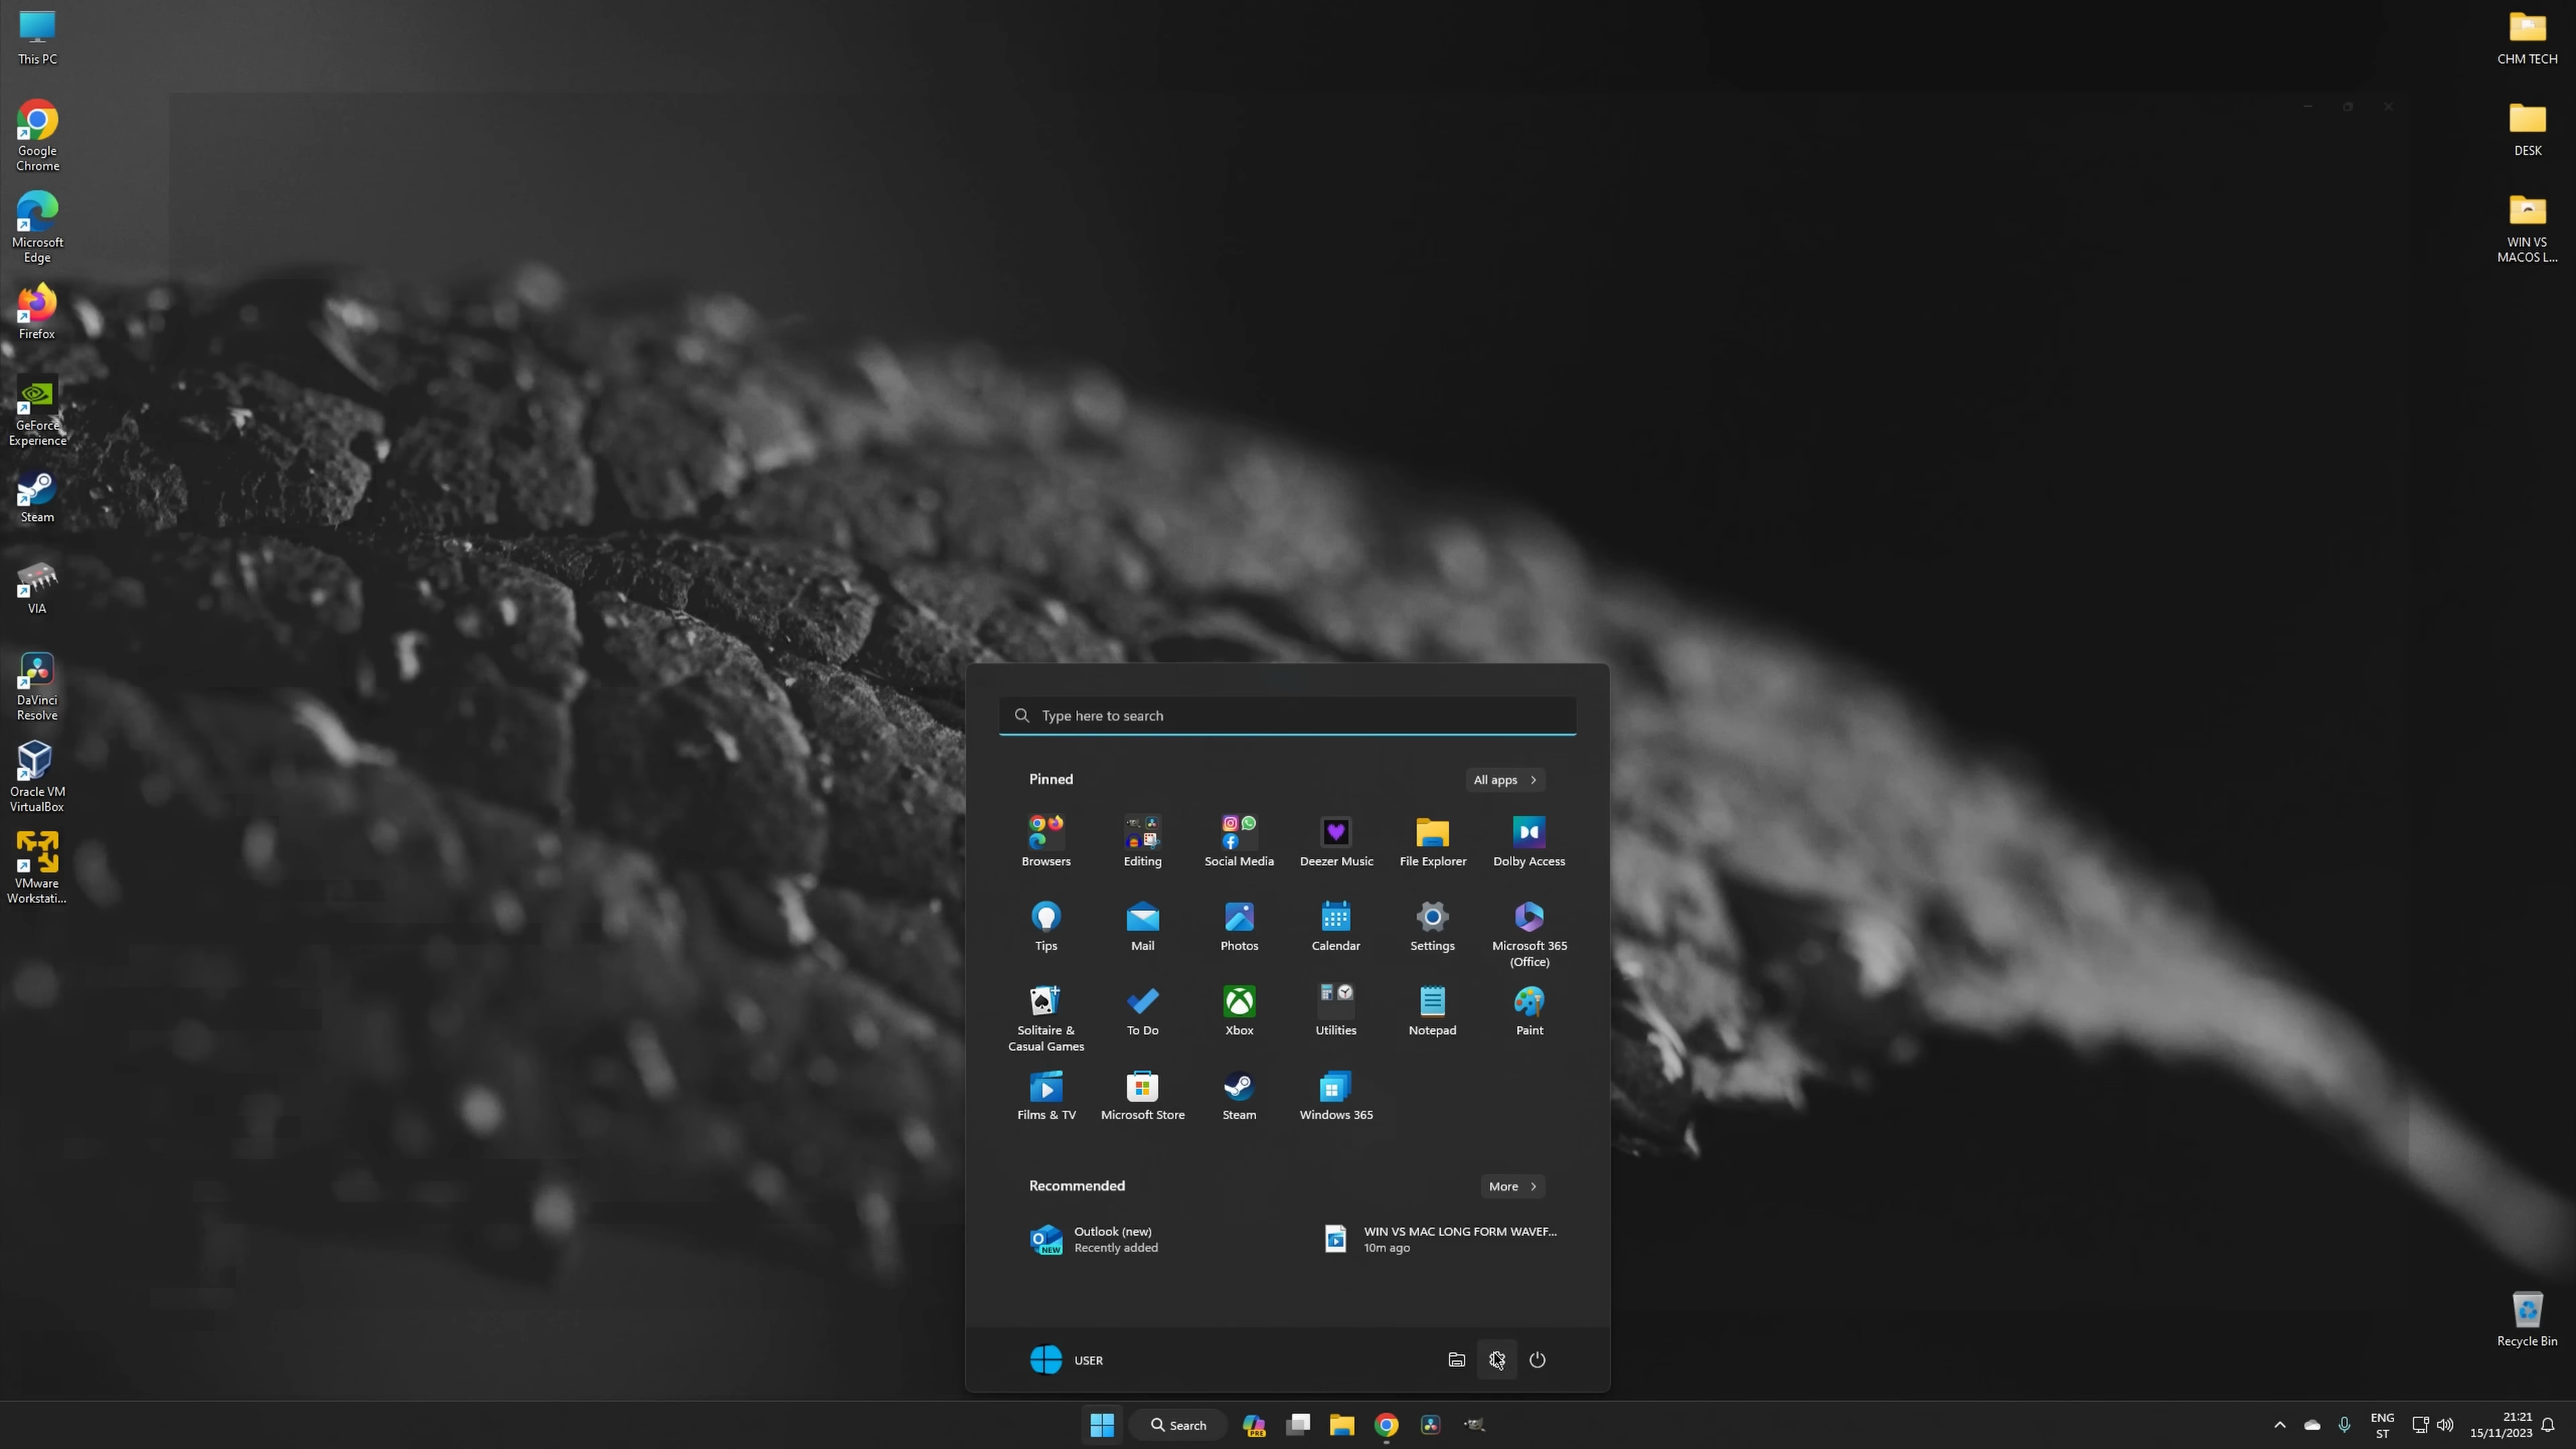 This PC
Google
Chrome
Microsoft
Edge
Firefox
GeForce
Experience
Steam
VIA
DaVinci
Resolve
Oracle VM
VirtualBox
VMware
Workstati...
CHM TECH
DESK
WIN VS
MACOS L...
Recycle Bin
Type here to search
Pinned
All apps
Browsers
Editing
Social Media
Deezer Music
File Explorer
Dolby Access
Tips
Mail
Photos
Calendar
Settings
Microsoft 365
(Office)
Solitaire &
Casual Games
To Do
Xbox
Utilities
Notepad
Paint
Films & TV
Microsoft Store
Steam
Windows 365
Recommended
More
Outlook (new)
Recently added
NEW
WIN VS MAC LONG FORM WAVEF...
10m ago
USER
Search
PRE
ENG
ST
21:21
15/11/2023